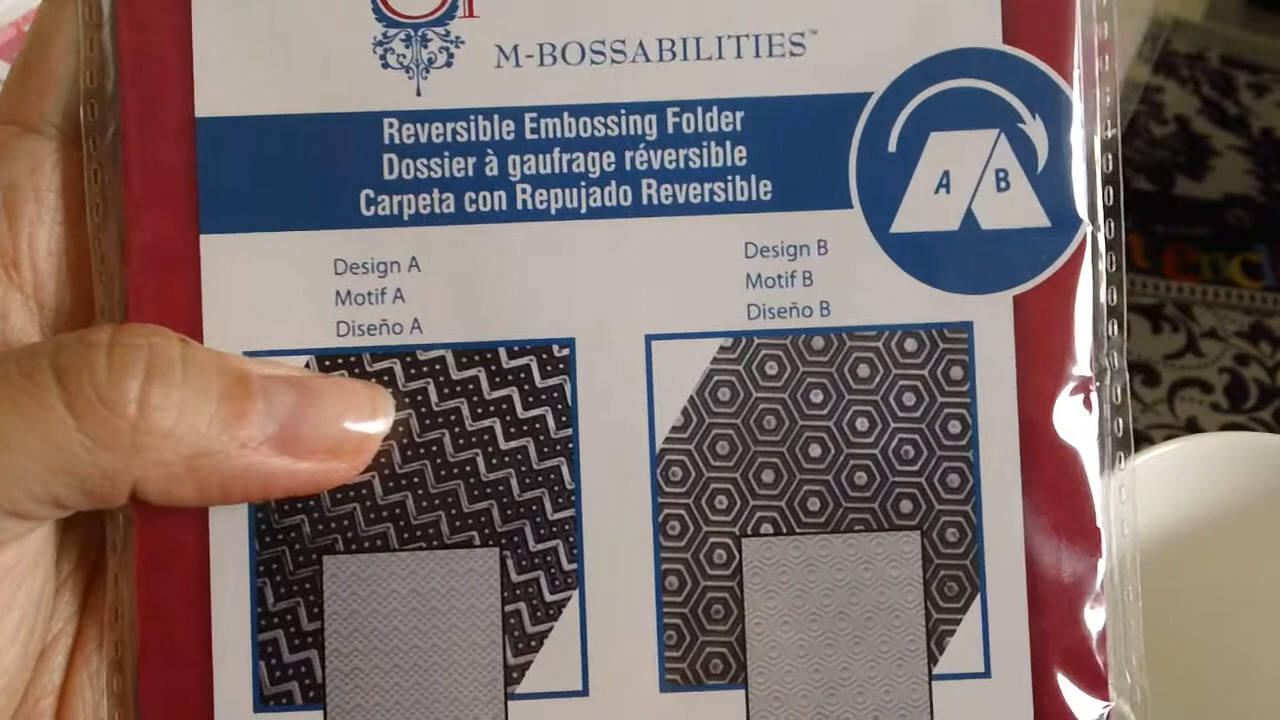 M-BOSSABILITIES™
Reversible Embossing Folder
Dossier à gaufrage réversible
Carpeta con Repujado Reversible
A B
Design A
Motif A
Diseño A
Design B
Motif B
Diseño B